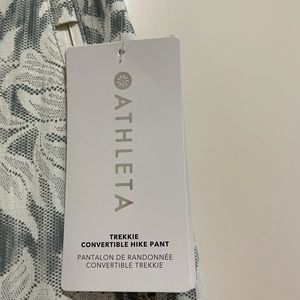 ATHLETA
TREKKIE
CONVERTIBLE HIKE PANT
PANTALON DE RANDONNÉE
CONVERTIBLE TREKKIE